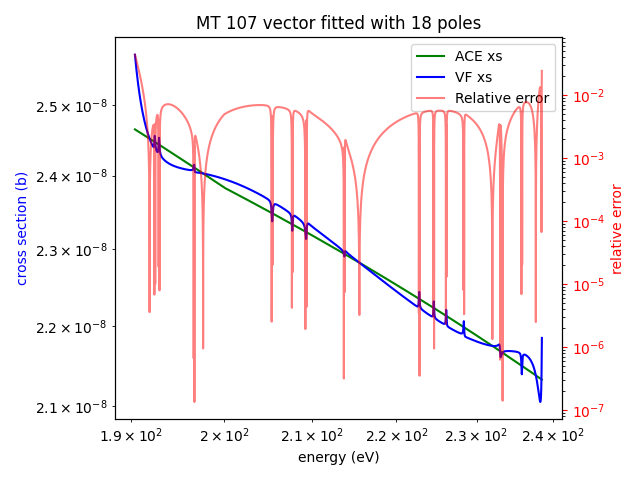 MT 107 vector fitted with 18 poles
ACE xs
VF xs
Relative error
cross section (b)
2.5 × 10⁻⁸
2.4 × 10⁻⁸
2.3 × 10⁻⁸
2.2 × 10⁻⁸
2.1 × 10⁻⁸
10⁻²
10⁻³
10⁻⁴
10⁻⁵
10⁻⁶
10⁻⁷
relative error
1.9 × 10² 2 × 10² 2.1 × 10² 2.2 × 10² 2.3 × 10² 2.4 × 10²
energy (eV)